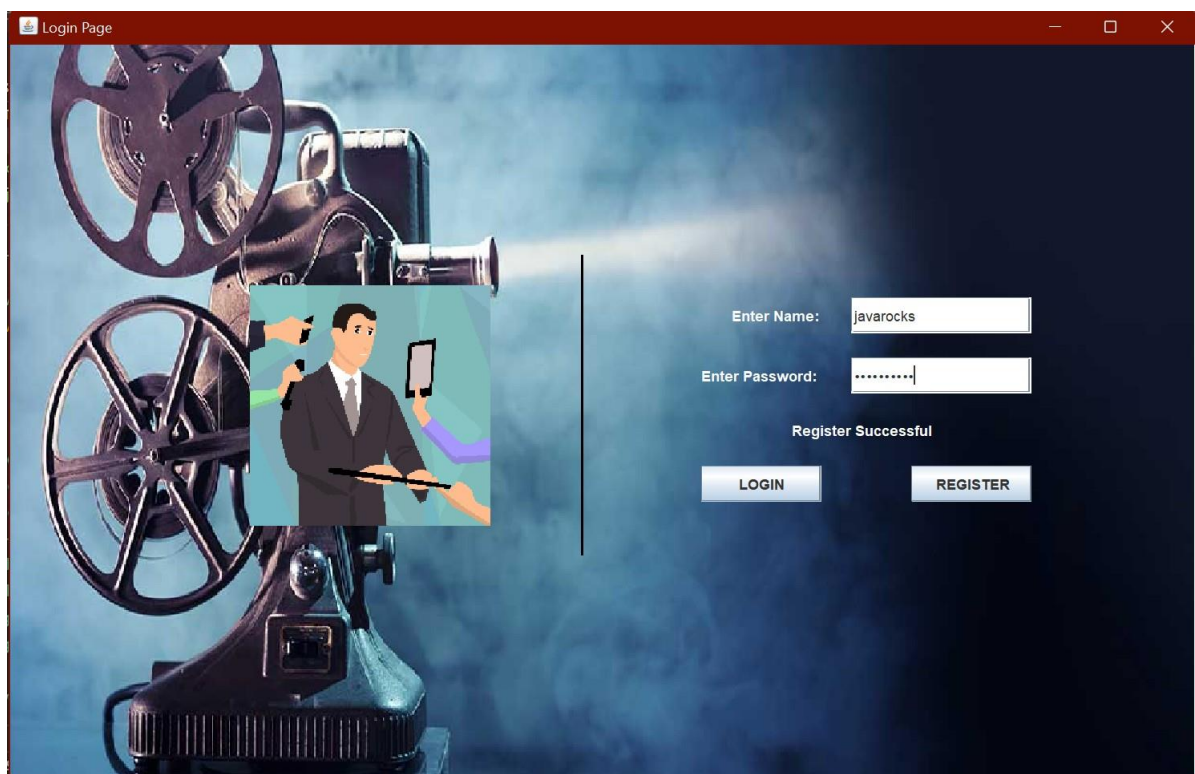 Login Page
Enter Name: javarocks
Enter Password: ••••••••••
Register Successful
LOGIN REGISTER